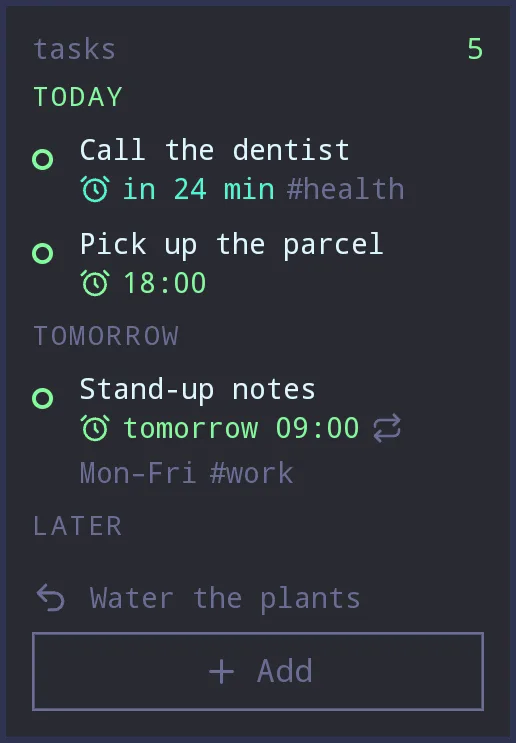 tasks 5
TODAY
Call the dentist
in 24 min #health
Pick up the parcel
18:00
TOMORROW
Stand-up notes
tomorrow 09:00
Mon–Fri #work
LATER
Water the plants
+ Add